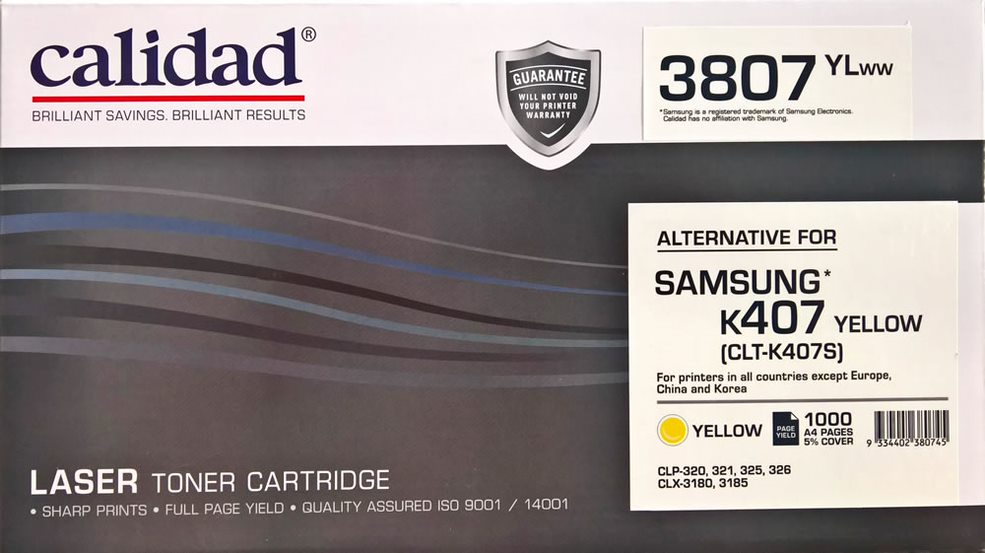 calidad®
BRILLIANT SAVINGS. BRILLIANT RESULTS
GUARANTEE
WILL NOT VOID
YOUR PRINTER
WARRANTY
3807 YLWW
*Samsung is a registered trademark of Samsung Electronics.
Calidad has no affiliation with Samsung.
ALTERNATIVE FOR
SAMSUNG*
K407 YELLOW
(CLT-K407S)
For printers in all countries except Europe,
China and Korea
YELLOW
PAGE
YIELD
1000
A4 PAGES
5% COVER
9 334402 380745
CLP-320, 321, 325, 326
CLX-3180, 3185
LASER TONER CARTRIDGE
• SHARP PRINTS • FULL PAGE YIELD • QUALITY ASSURED ISO 9001 / 14001